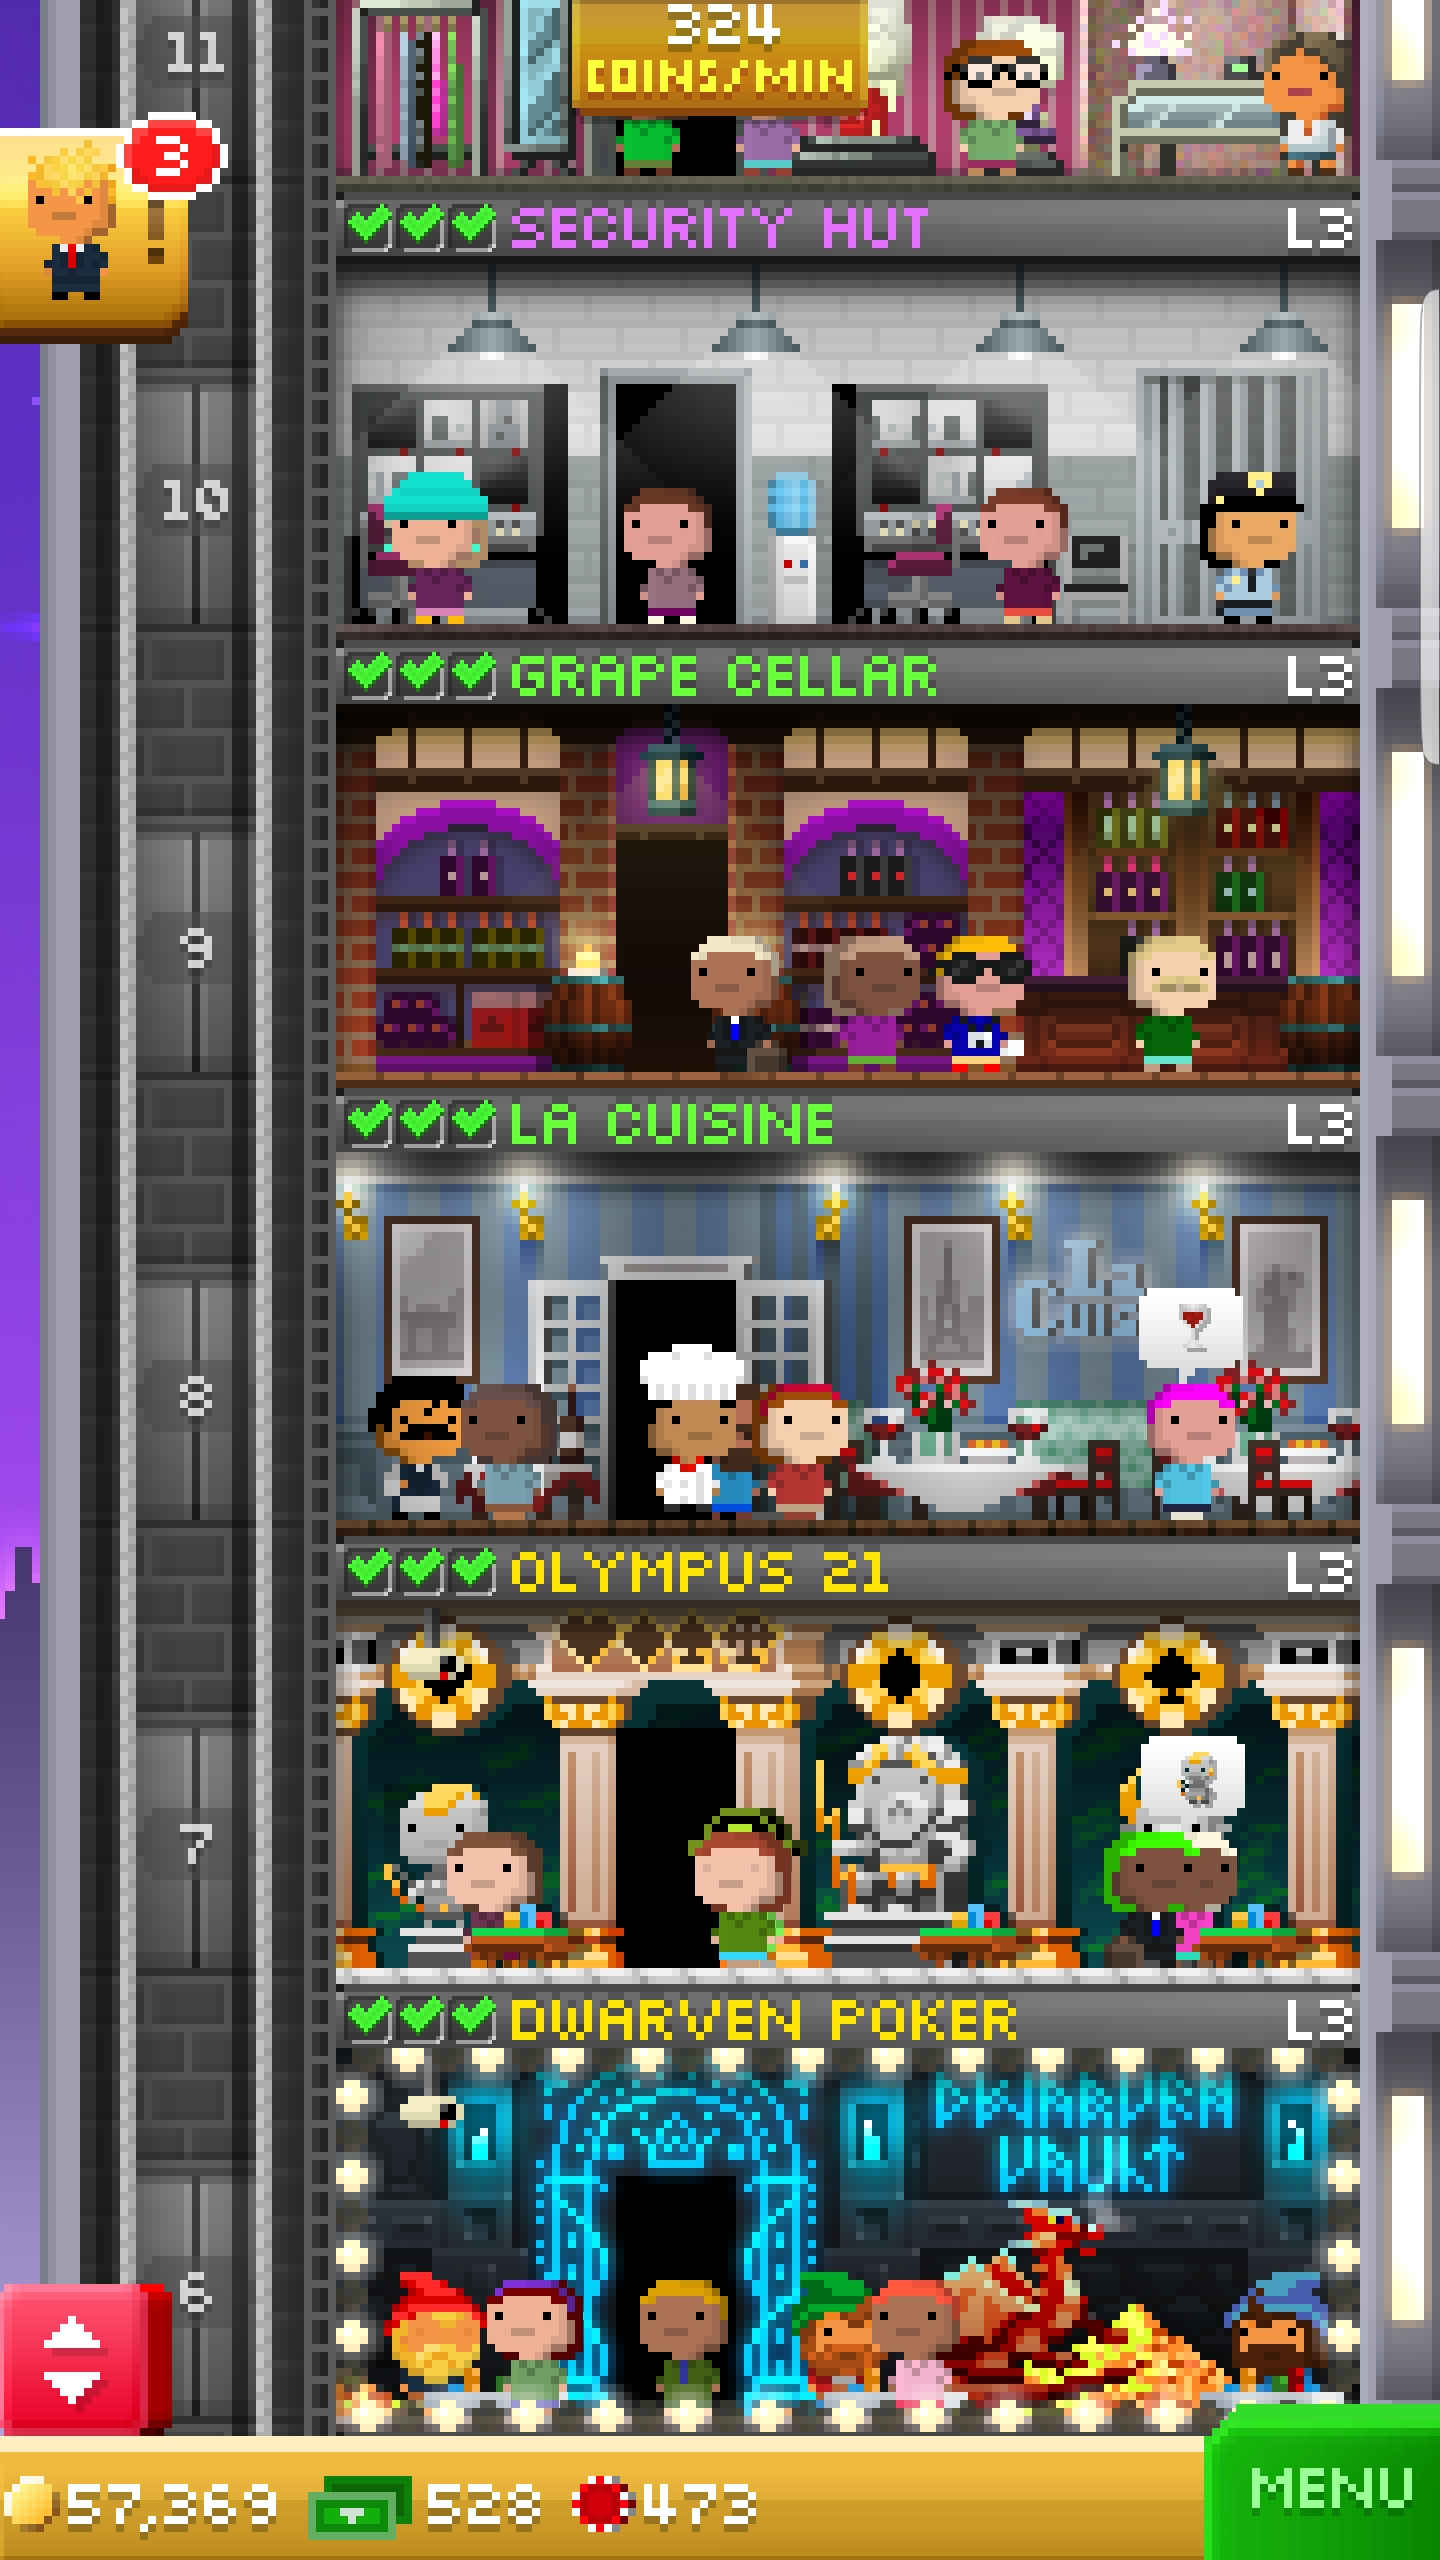 324
COINS/MIN
11
3
!
SECURITY HUT L3
10
GRAPE CELLAR L3
9
LA CUISINE L3
La
8
OLYMPUS 21 L3
7
DWARVEN POKER L3
DWARVEN
VAULT
6
57,369 528 473
MENU